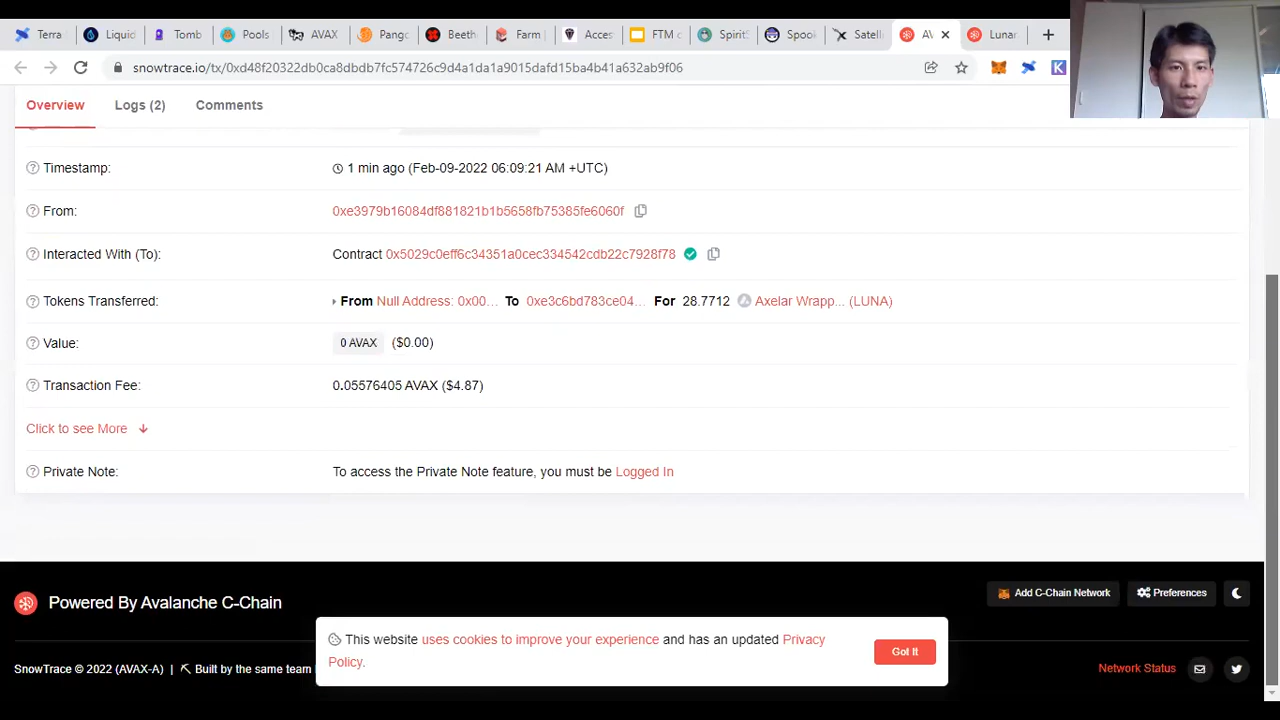 Terra
Liquid
Tomb
Pools
AVAX
Pango
Beeth
Farm |
Acces
FTM c
SpiritS
Spook
Satelli
AV
Lunar
snowtrace.io/tx/0xd48f20322db0ca8dbdb7fc574726c9d4a1da1a9015dafd15ba4b41a632ab9f06
Overview
Logs (2)
Comments
Timestamp:
1 min ago (Feb-09-2022 06:09:21 AM +UTC)
From:
0xe3979b16084df881821b1b5658fb75385fe6060f
Interacted With (To):
Contract 0x5029c0eff6c34351a0cec334542cdb22c7928f78
Tokens Transferred:
From Null Address: 0x00... To 0xe3c6bd783ce04... For 28.7712 Axelar Wrapp... (LUNA)
Value:
0 AVAX ($0.00)
Transaction Fee:
0.05576405 AVAX ($4.87)
Click to see More
Private Note:
To access the Private Note feature, you must be Logged In
Powered By Avalanche C-Chain
Add C-Chain Network
Preferences
This website uses cookies to improve your experience and has an updated Privacy
Policy.
Got It
SnowTrace © 2022 (AVAX-A) | Built by the same team
Network Status